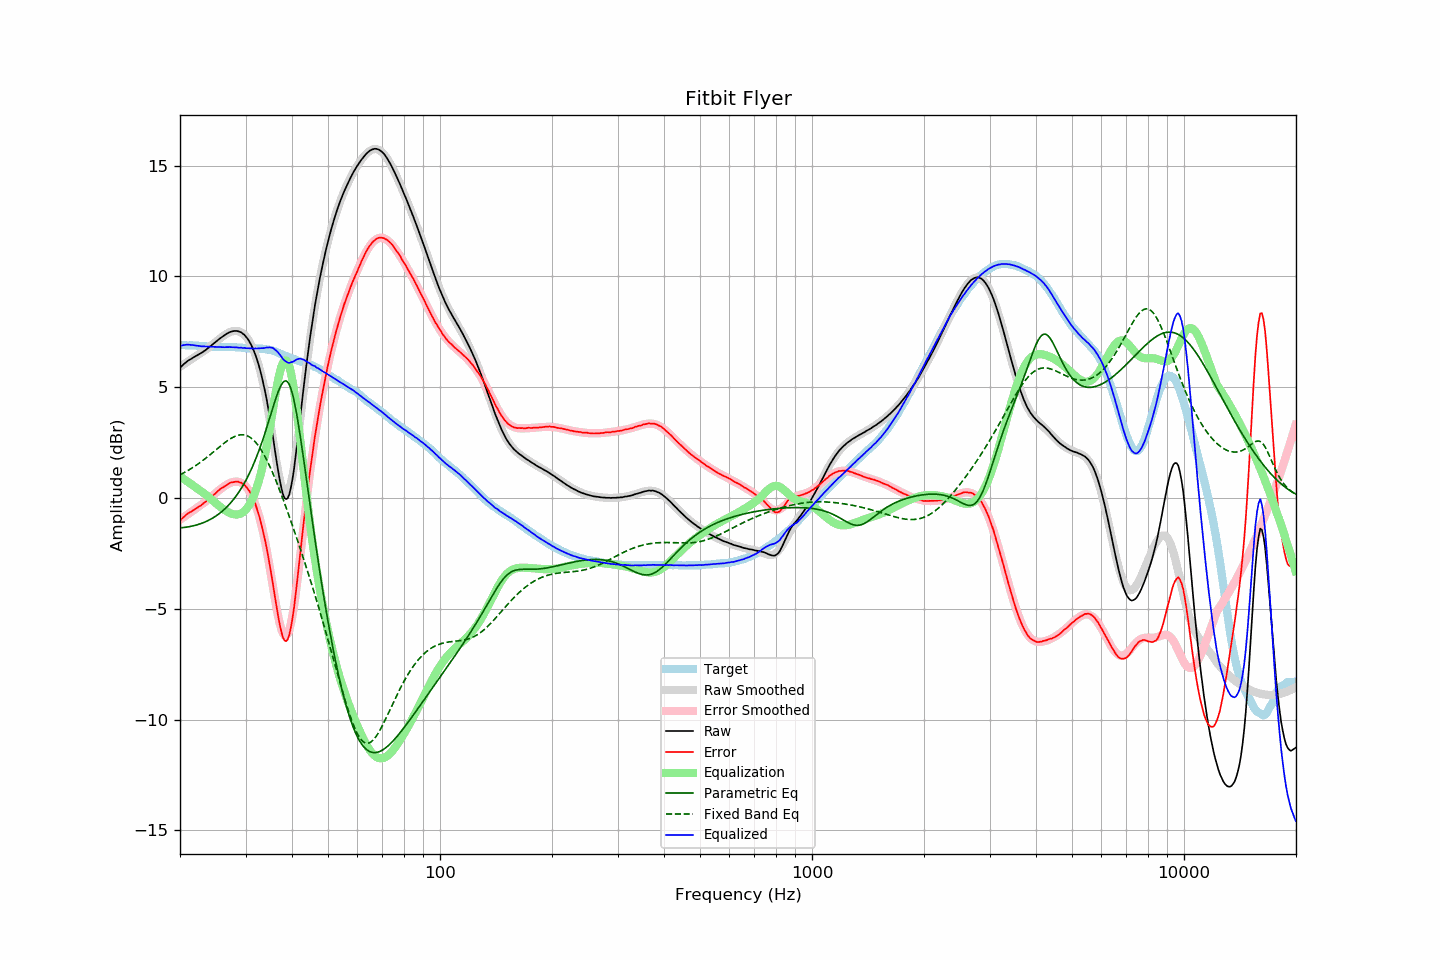 Fitbit Flyer
Amplitude (dBr)
15
10
5
0
−5
−10
−15
Target
Raw Smoothed
Error Smoothed
Raw
Error
Equalization
Parametric Eq
Fixed Band Eq
Equalized
100
1000
10000
Frequency (Hz)